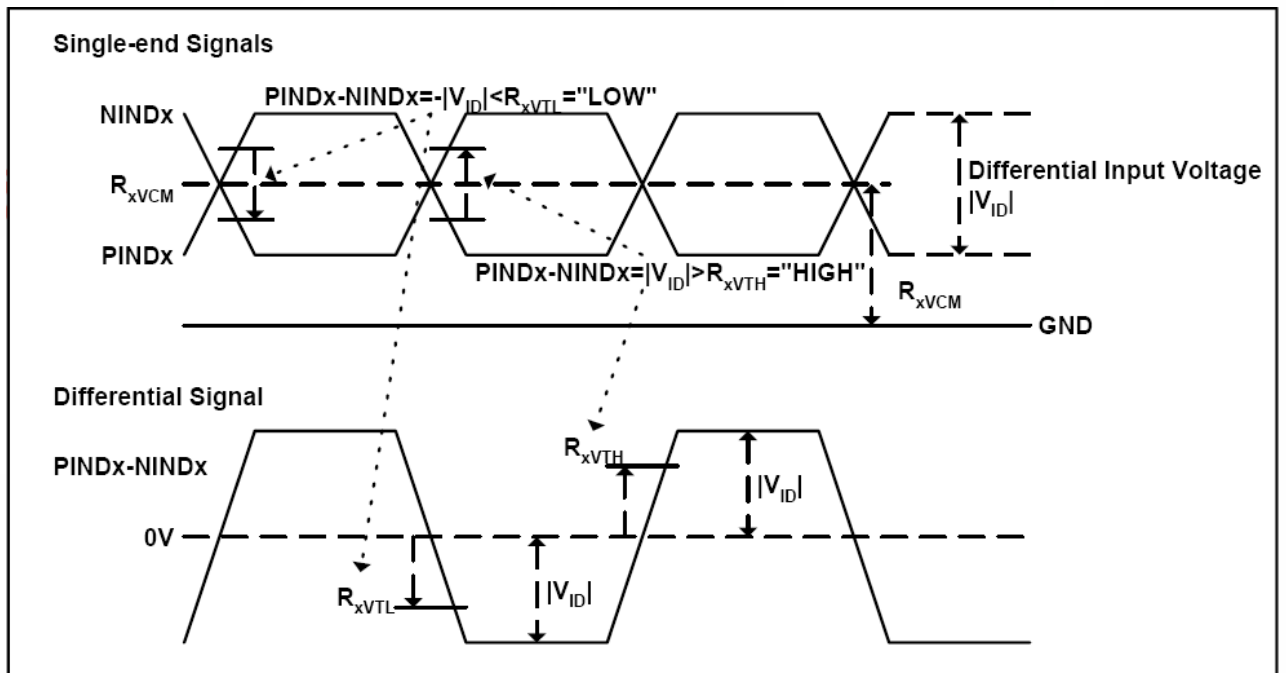 Single-end Signals
PINDx-NINDx=-|VID|<RxVTL="LOW"
NINDx
RxVCM
Differential Input Voltage
|VID|
PINDx
PINDx-NINDx=|VID|>RxVTH="HIGH"
RxVCM
GND
Differential Signal
RxVTH
PINDx-NINDx
|VID|
0V
RxVTL
|VID|